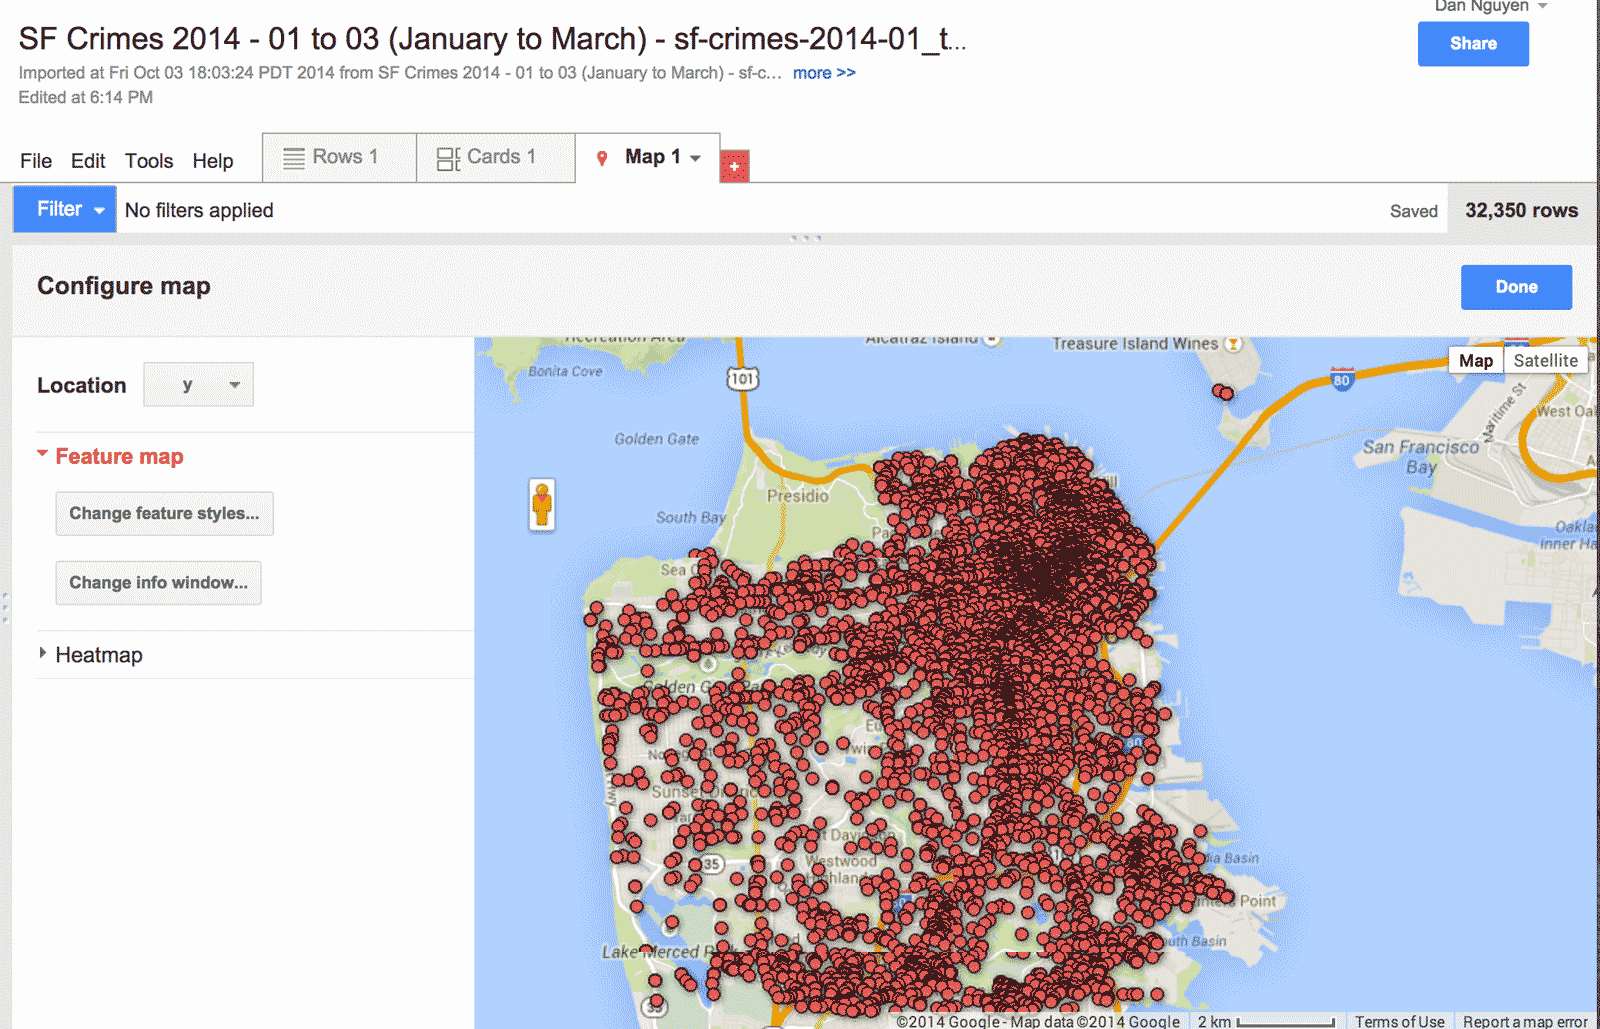 Dan Nguyen
SF Crimes 2014 - 01 to 03 (January to March) - sf-crimes-2014-01_t...
Share
Imported at Fri Oct 03 18:03:24 PDT 2014 from SF Crimes 2014 - 01 to 03 (January to March) - sf-c... more >>
Edited at 6:14 PM
File Edit Tools Help Rows 1 Cards 1 Map 1 +
Filter No filters applied Saved 32,350 rows
Configure map Done
Location y
Feature map
Change feature styles...
Change info window...
Heatmap
Recreation Area
Alcatraz Island
Treasure Island Wines
Map Satellite
Bonita Cove
101
80
Maritime St
West Oa
Golden Gate
San Francisco
Bay
Presidio
South Bay
Oakla
Inner Ha
Sea
Golden G
80
Sunset D
Davi
35
Westwood
Highlan
Basin
Point
Lake Merced P
uth Basin
35
©2014 Google - Map data ©2014 Google 2 km Terms of Use Report a map error